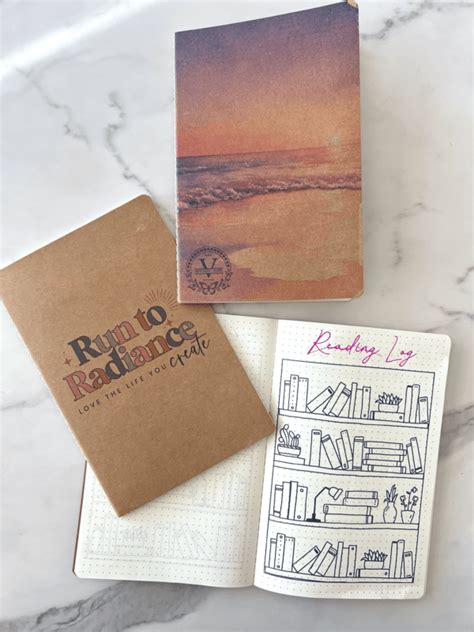 V
Run to
Radiance
LOVE THE LIFE YOU create
Reading Log